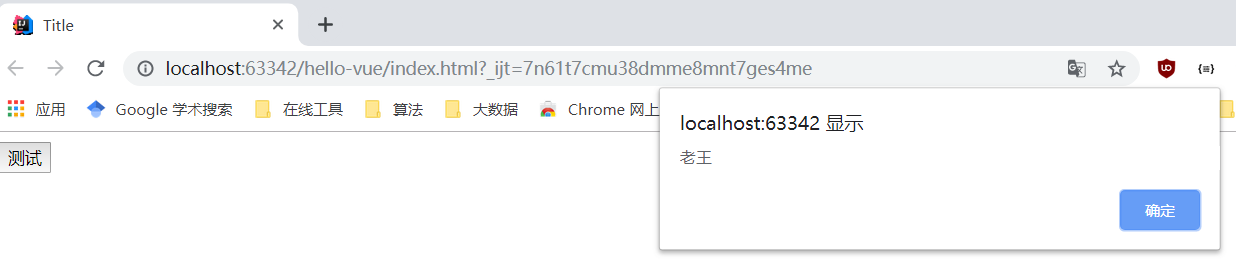 Title
localhost:63342/hello-vue/index.html?_ijt=7n61t7cmu38dmme8mnt7ges4me
应用 Google 学术搜索 在线工具 算法 大数据 Chrome 网上
localhost:63342 显示
老王
确定
测试